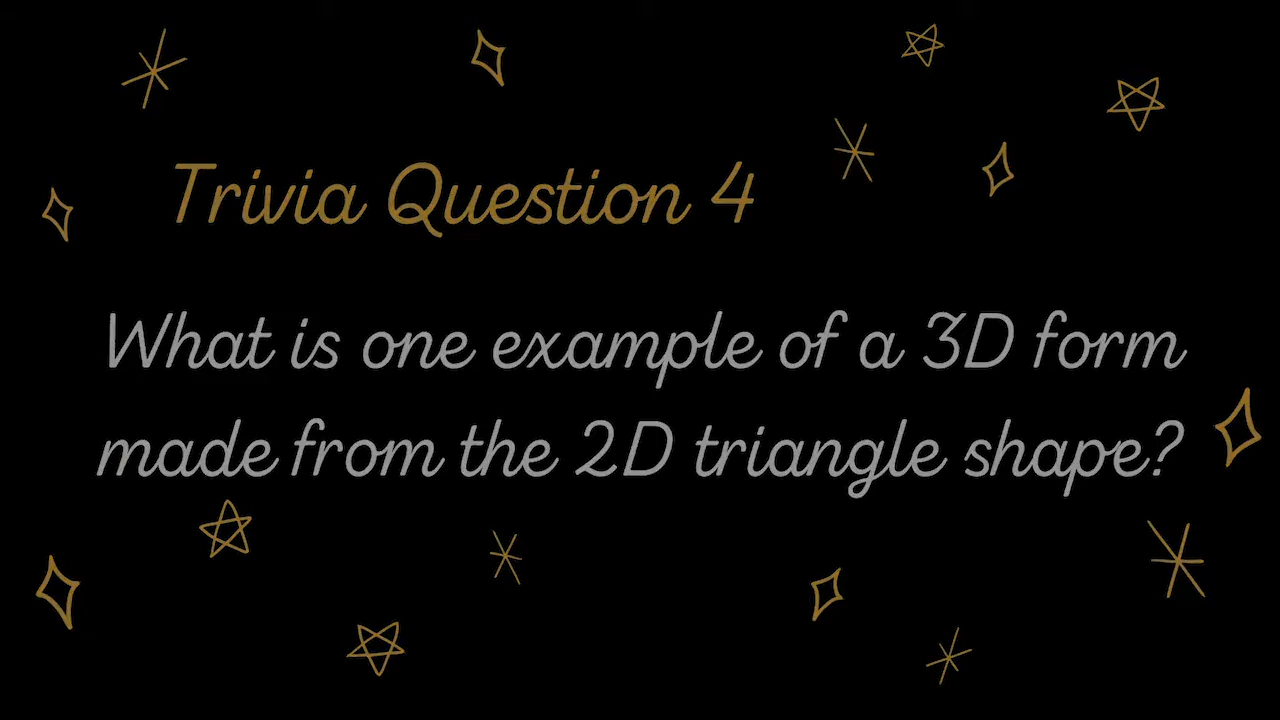 Trivia Question 4
What is one example of a 3D form
made from the 2D triangle shape?